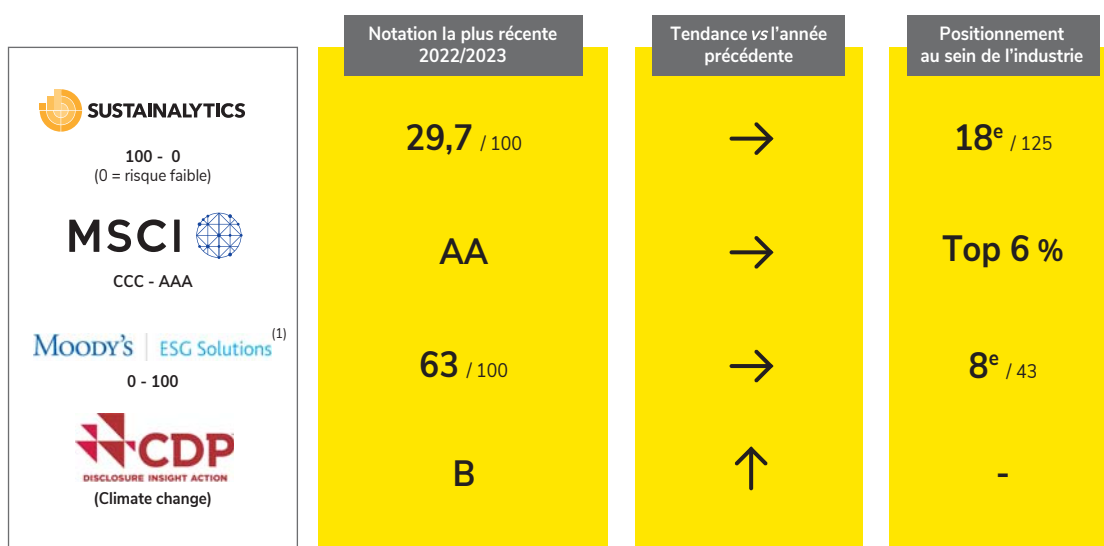 Notation la plus récente
2022/2023
Tendance vs l'année
précédente
Positionnement
au sein de l'industrie
SUSTAINALYTICS
100 - 0
(0 = risque faible)
29,7 / 100
→
18e / 125
MSCI
CCC - AAA
AA
→
Top 6 %
MOODY'S | ESG Solutions(1)
0 - 100
63 / 100
→
8e / 43
CDP
DISCLOSURE INSIGHT ACTION
(Climate change)
B
↑
-